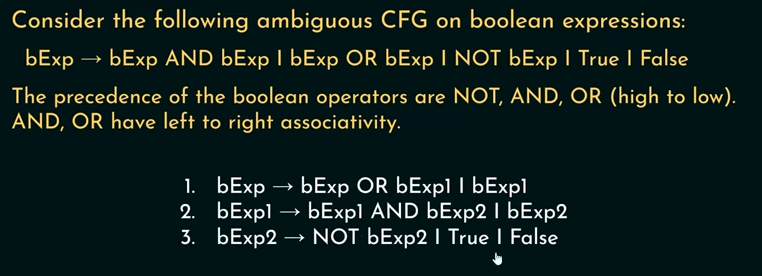 Consider the following ambiguous CFG on boolean expressions:
bExp → bExp AND bExp | bExp OR bExp | NOT bExp | True | False
The precedence of the boolean operators are NOT, AND, OR (high to low).
AND, OR have left to right associativity.
1. bExp → bExp OR bExp1 | bExp1
2. bExp1 → bExp1 AND bExp2 | bExp2
3. bExp2 → NOT bExp2 | True | False